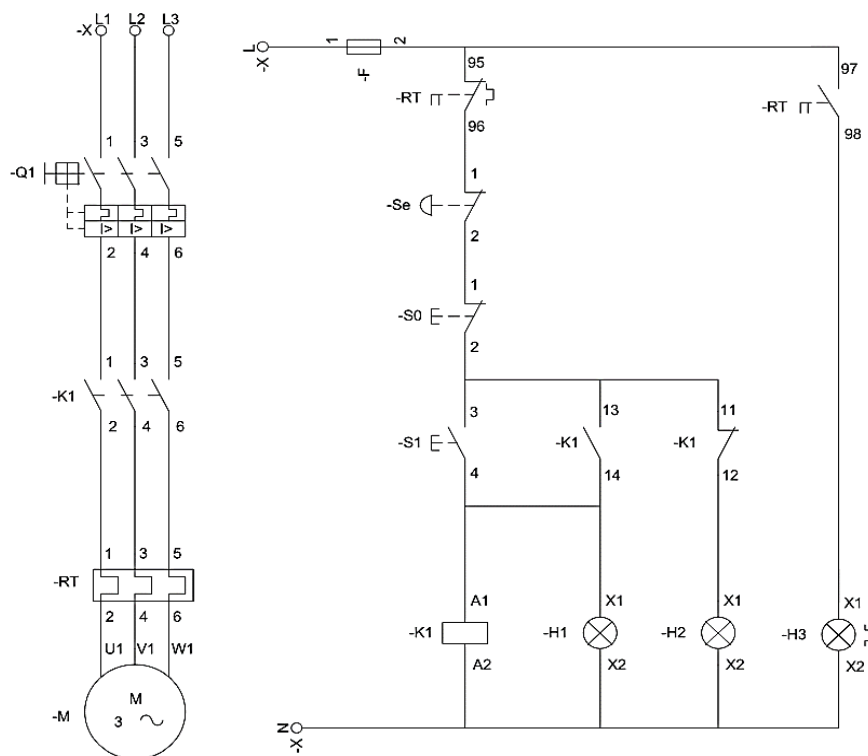 L1 L2 L3
-X
1 3 5
-Q1
I> I> I>
2 4 6
1 3 5
-K1
2 4 6
1 3 5
-RT
2 4 6
U1 V1 W1
-M
M
3
L
-X
1 2
-F
95
-RT
96
97
-RT
98
1
-Se
2
1
-S0
2
3 13 11
-S1 -K1 -K1
4 14 12
A1 X1 X1 X1
-K1 -H1 -H2 -H3
A2 X2 X2 X2
N
-X